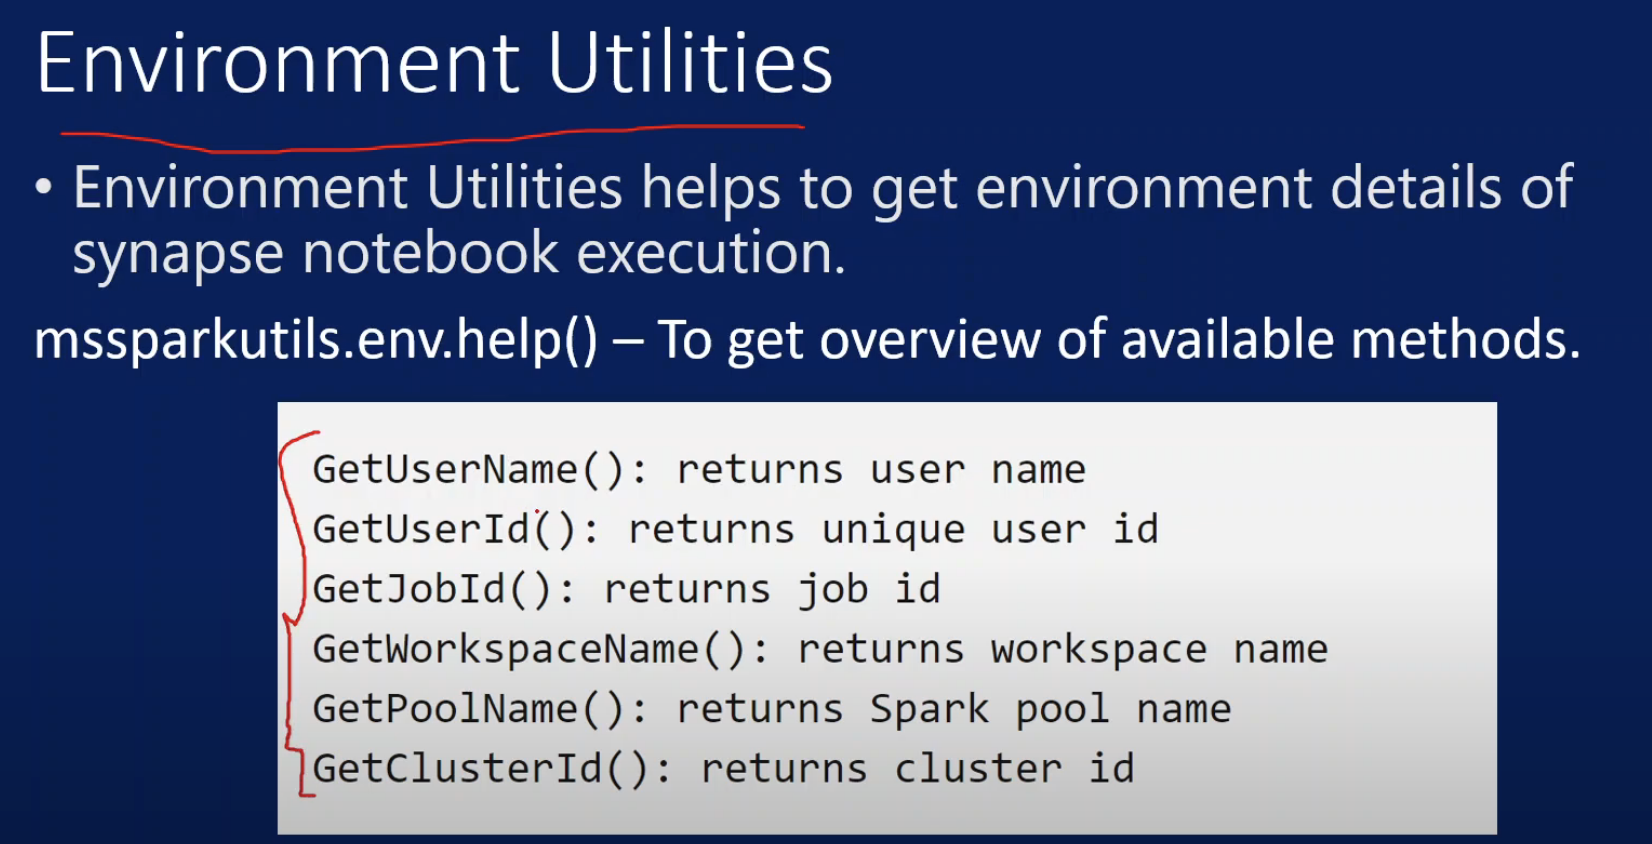 Environment Utilities
• Environment Utilities helps to get environment details of
synapse notebook execution.
mssparkutils.env.help() – To get overview of available methods.
GetUserName(): returns user name
GetUserId(): returns unique user id
GetJobId(): returns job id
GetWorkspaceName(): returns workspace name
GetPoolName(): returns Spark pool name
GetClusterId(): returns cluster id